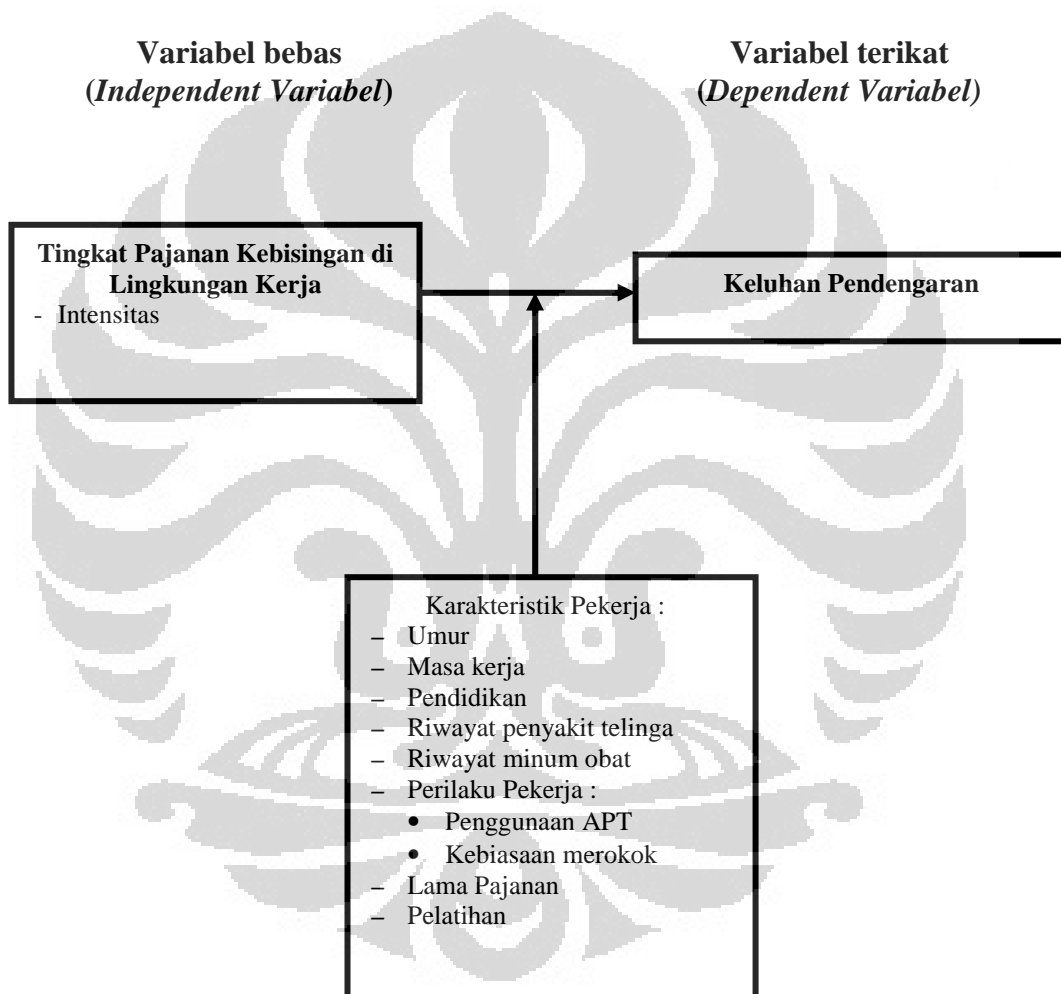 Variabel bebas
(Independent Variabel)
Variabel terikat
(Dependent Variabel)
Tingkat Pajanan Kebisingan di
Lingkungan Kerja
- Intensitas
Keluhan Pendengaran
Karakteristik Pekerja :
– Umur
– Masa kerja
– Pendidikan
– Riwayat penyakit telinga
– Riwayat minum obat
– Perilaku Pekerja :
• Penggunaan APT
• Kebiasaan merokok
– Lama Pajanan
– Pelatihan